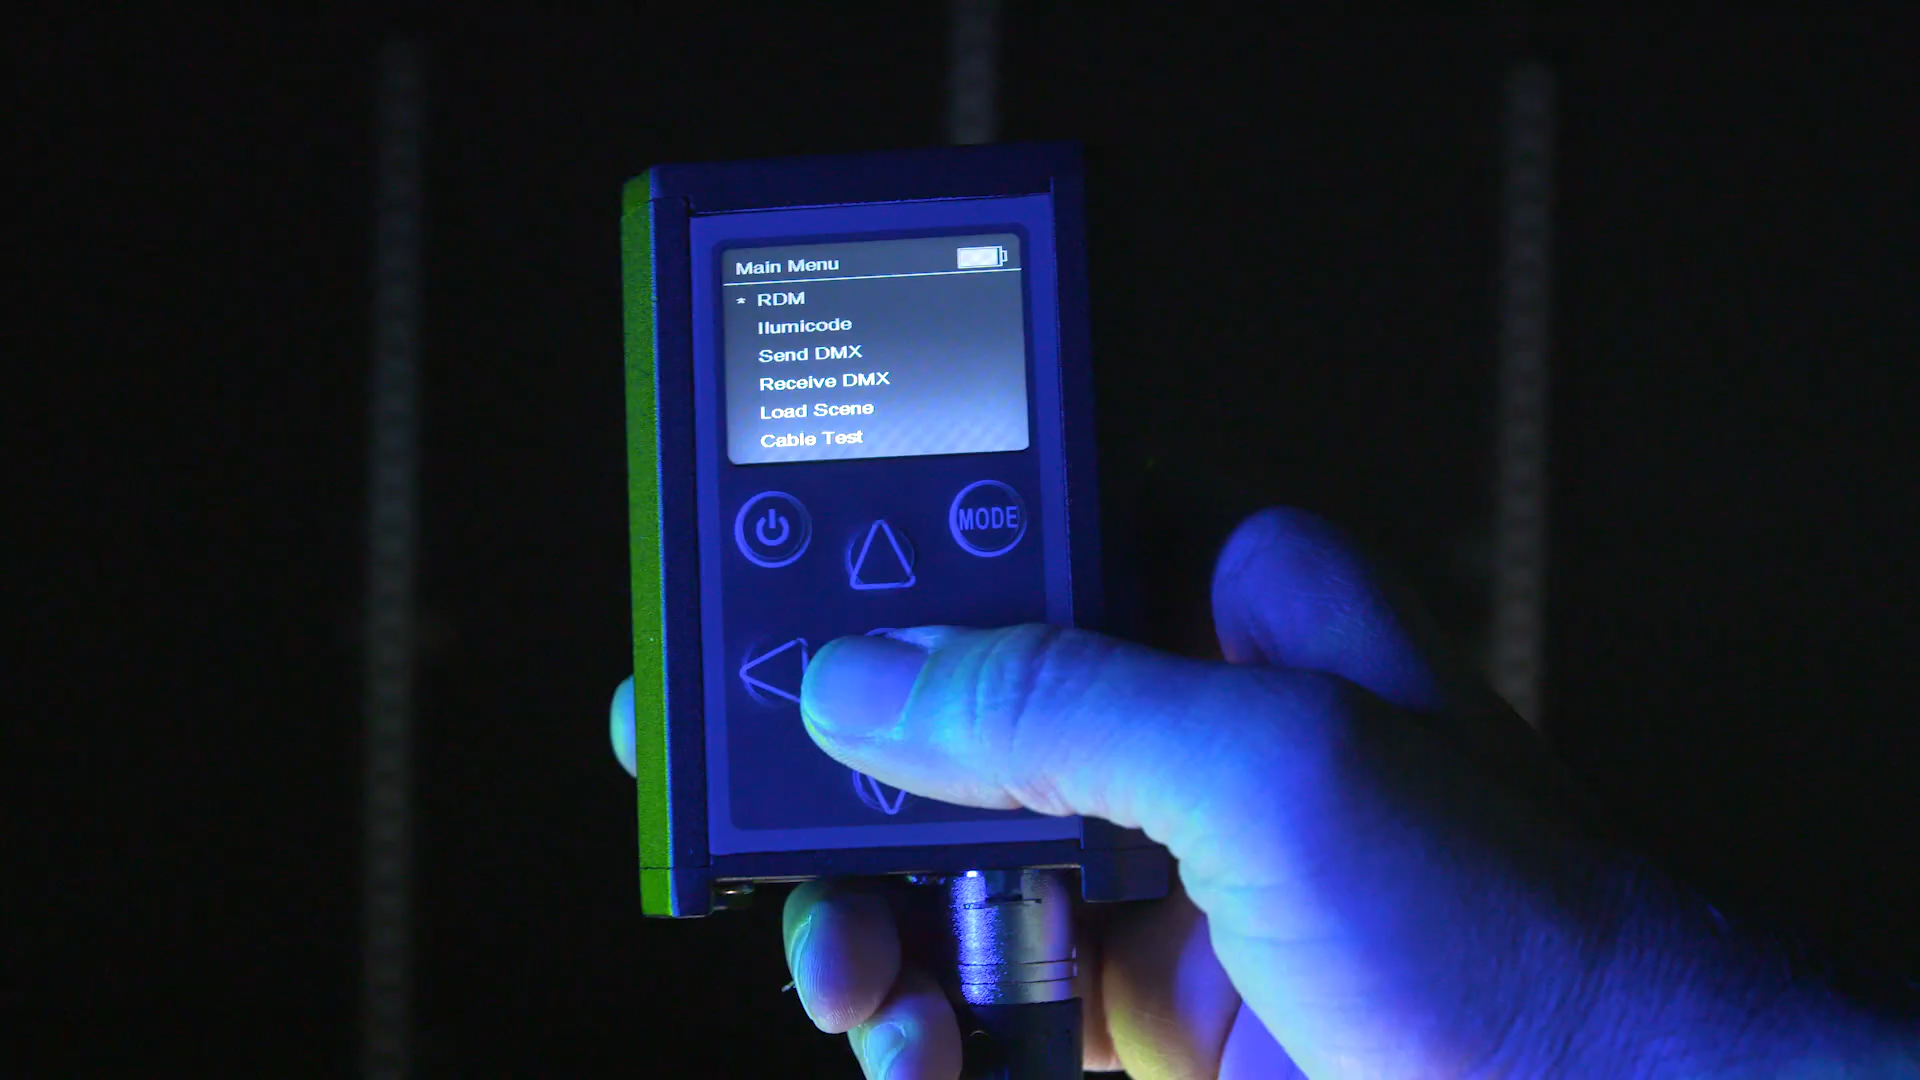 Main Menu
* RDM
Ilumicode
Send DMX
Receive DMX
Load Scene
Cable Test
MODE